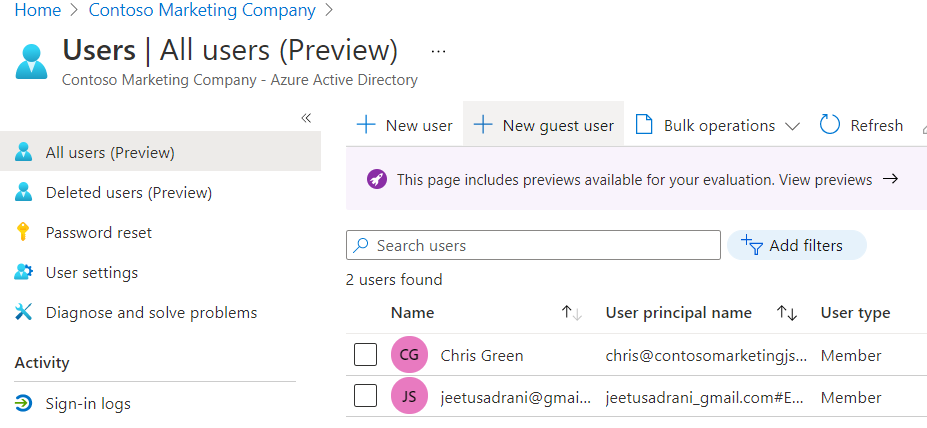 Home > Contoso Marketing Company >
Users | All users (Preview) ...
Contoso Marketing Company - Azure Active Directory
«
All users (Preview)
Deleted users (Preview)
Password reset
User settings
Diagnose and solve problems
Activity
Sign-in logs
+ New user + New guest user Bulk operations Refresh
This page includes previews available for your evaluation. View previews →
Search users Add filters
2 users found
Name ↑↓ User principal name ↑↓ User type
CG Chris Green chris@contosomarketingjs... Member
JS jeetusadrani@gmai... jeetusadrani_gmail.com#E... Member